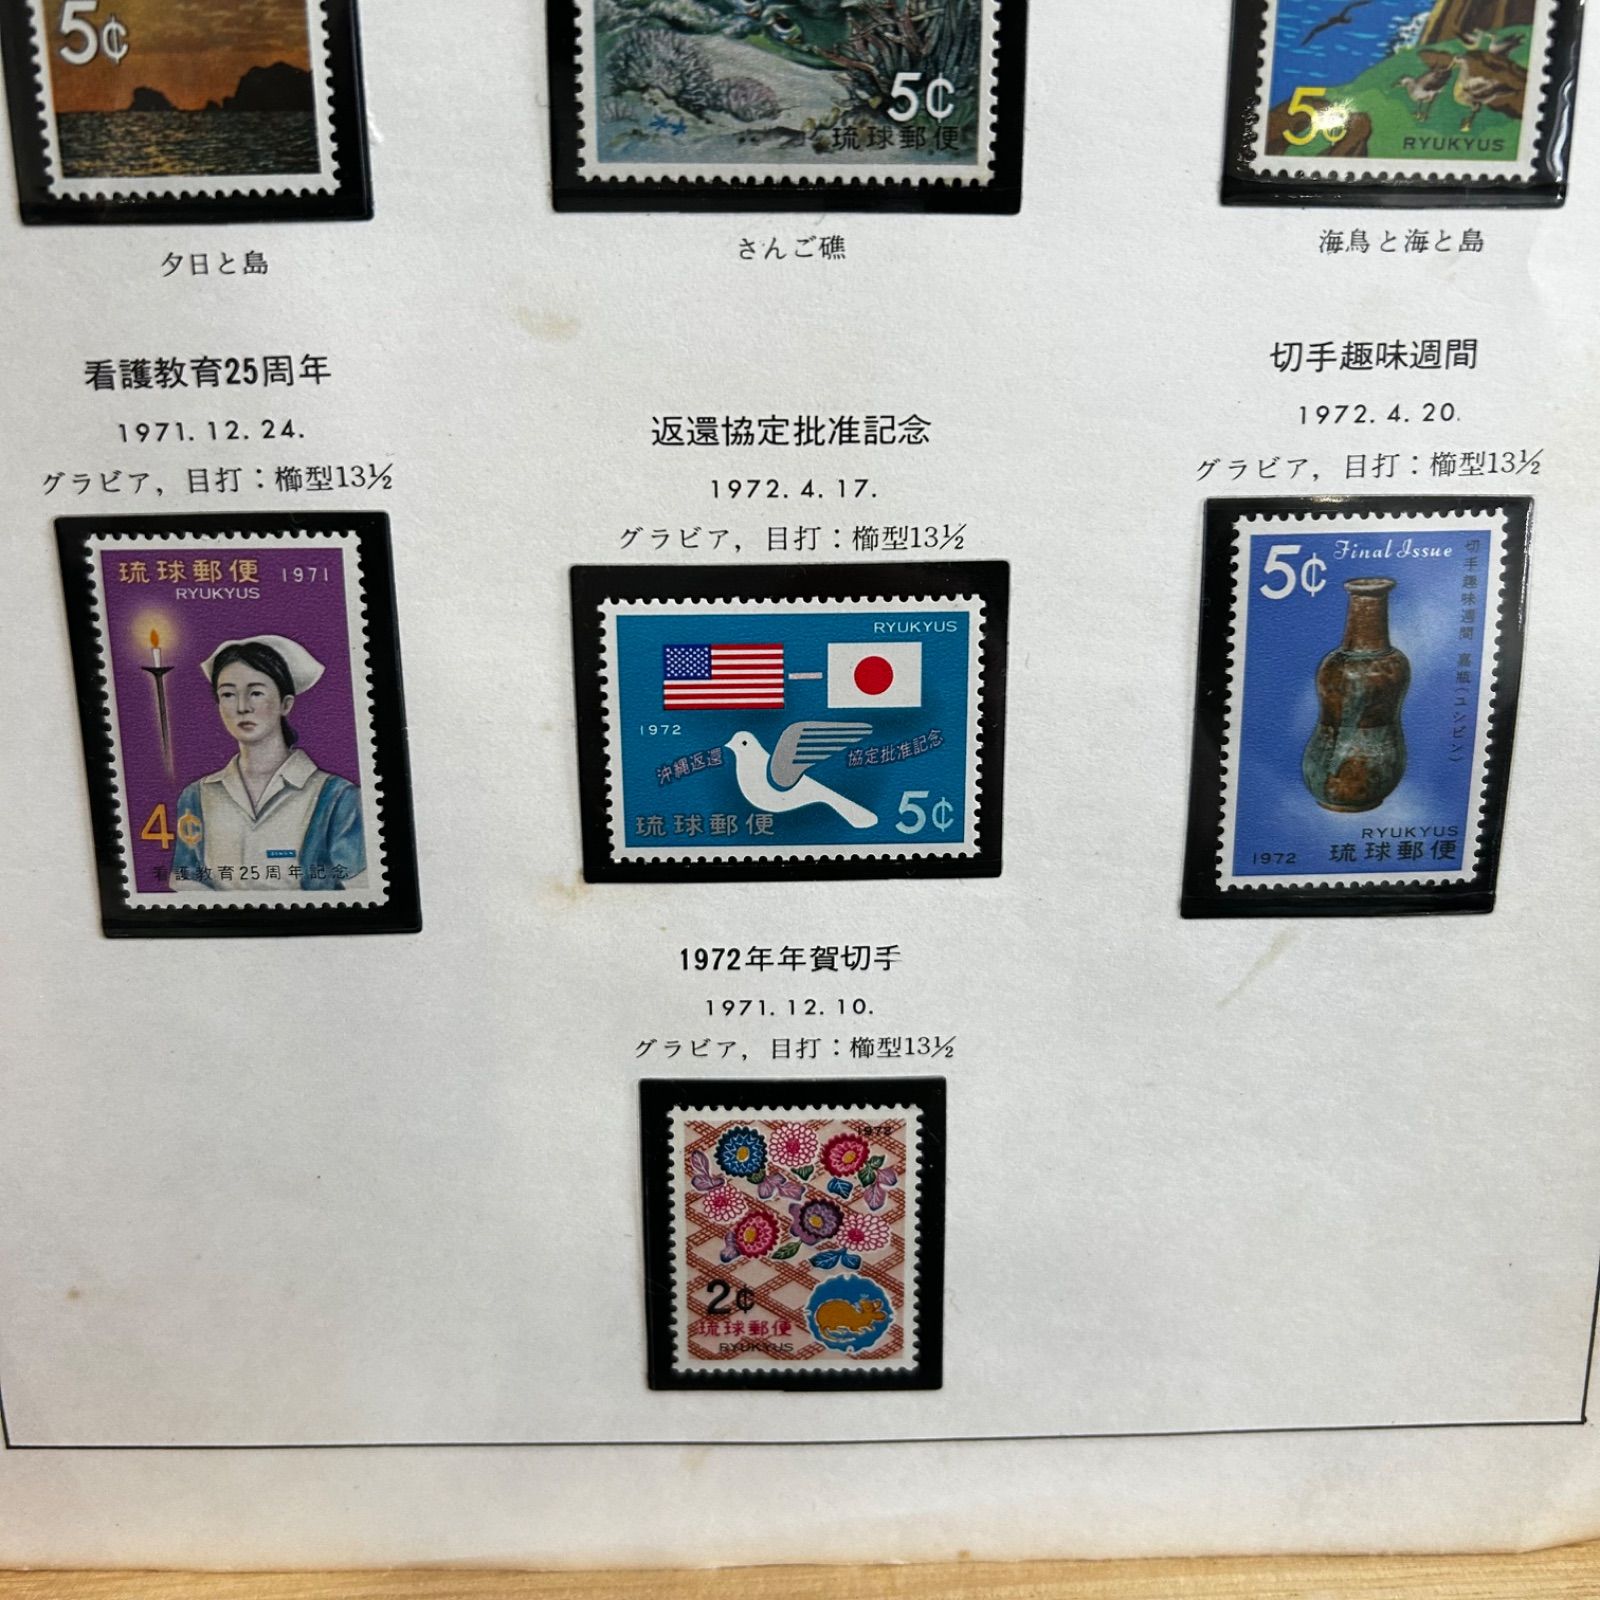 5¢
5¢
琉球郵便
5¢
RYUKYUS
夕日と島
さんご礁
海鳥と海と島
看護教育25周年
1971. 12. 24.
グラビア, 目打：櫛型13½
琉球郵便 1971
RYUKYUS
4¢
看護教育25周年記念
返還協定批准記念
1972. 4. 17.
グラビア, 目打：櫛型13½
RYUKYUS
1972
沖縄返還 協定批准記念
琉球郵便 5¢
切手趣味週間
1972. 4. 20.
グラビア, 目打：櫛型13½
5¢ Final Issue
切手趣味週間 嘉瓶(ユシビン)
RYUKYUS
1972 琉球郵便
1972年年賀切手
1971. 12. 10.
グラビア, 目打：櫛型13½
1972
2¢
琉球郵便
RYUKYUS